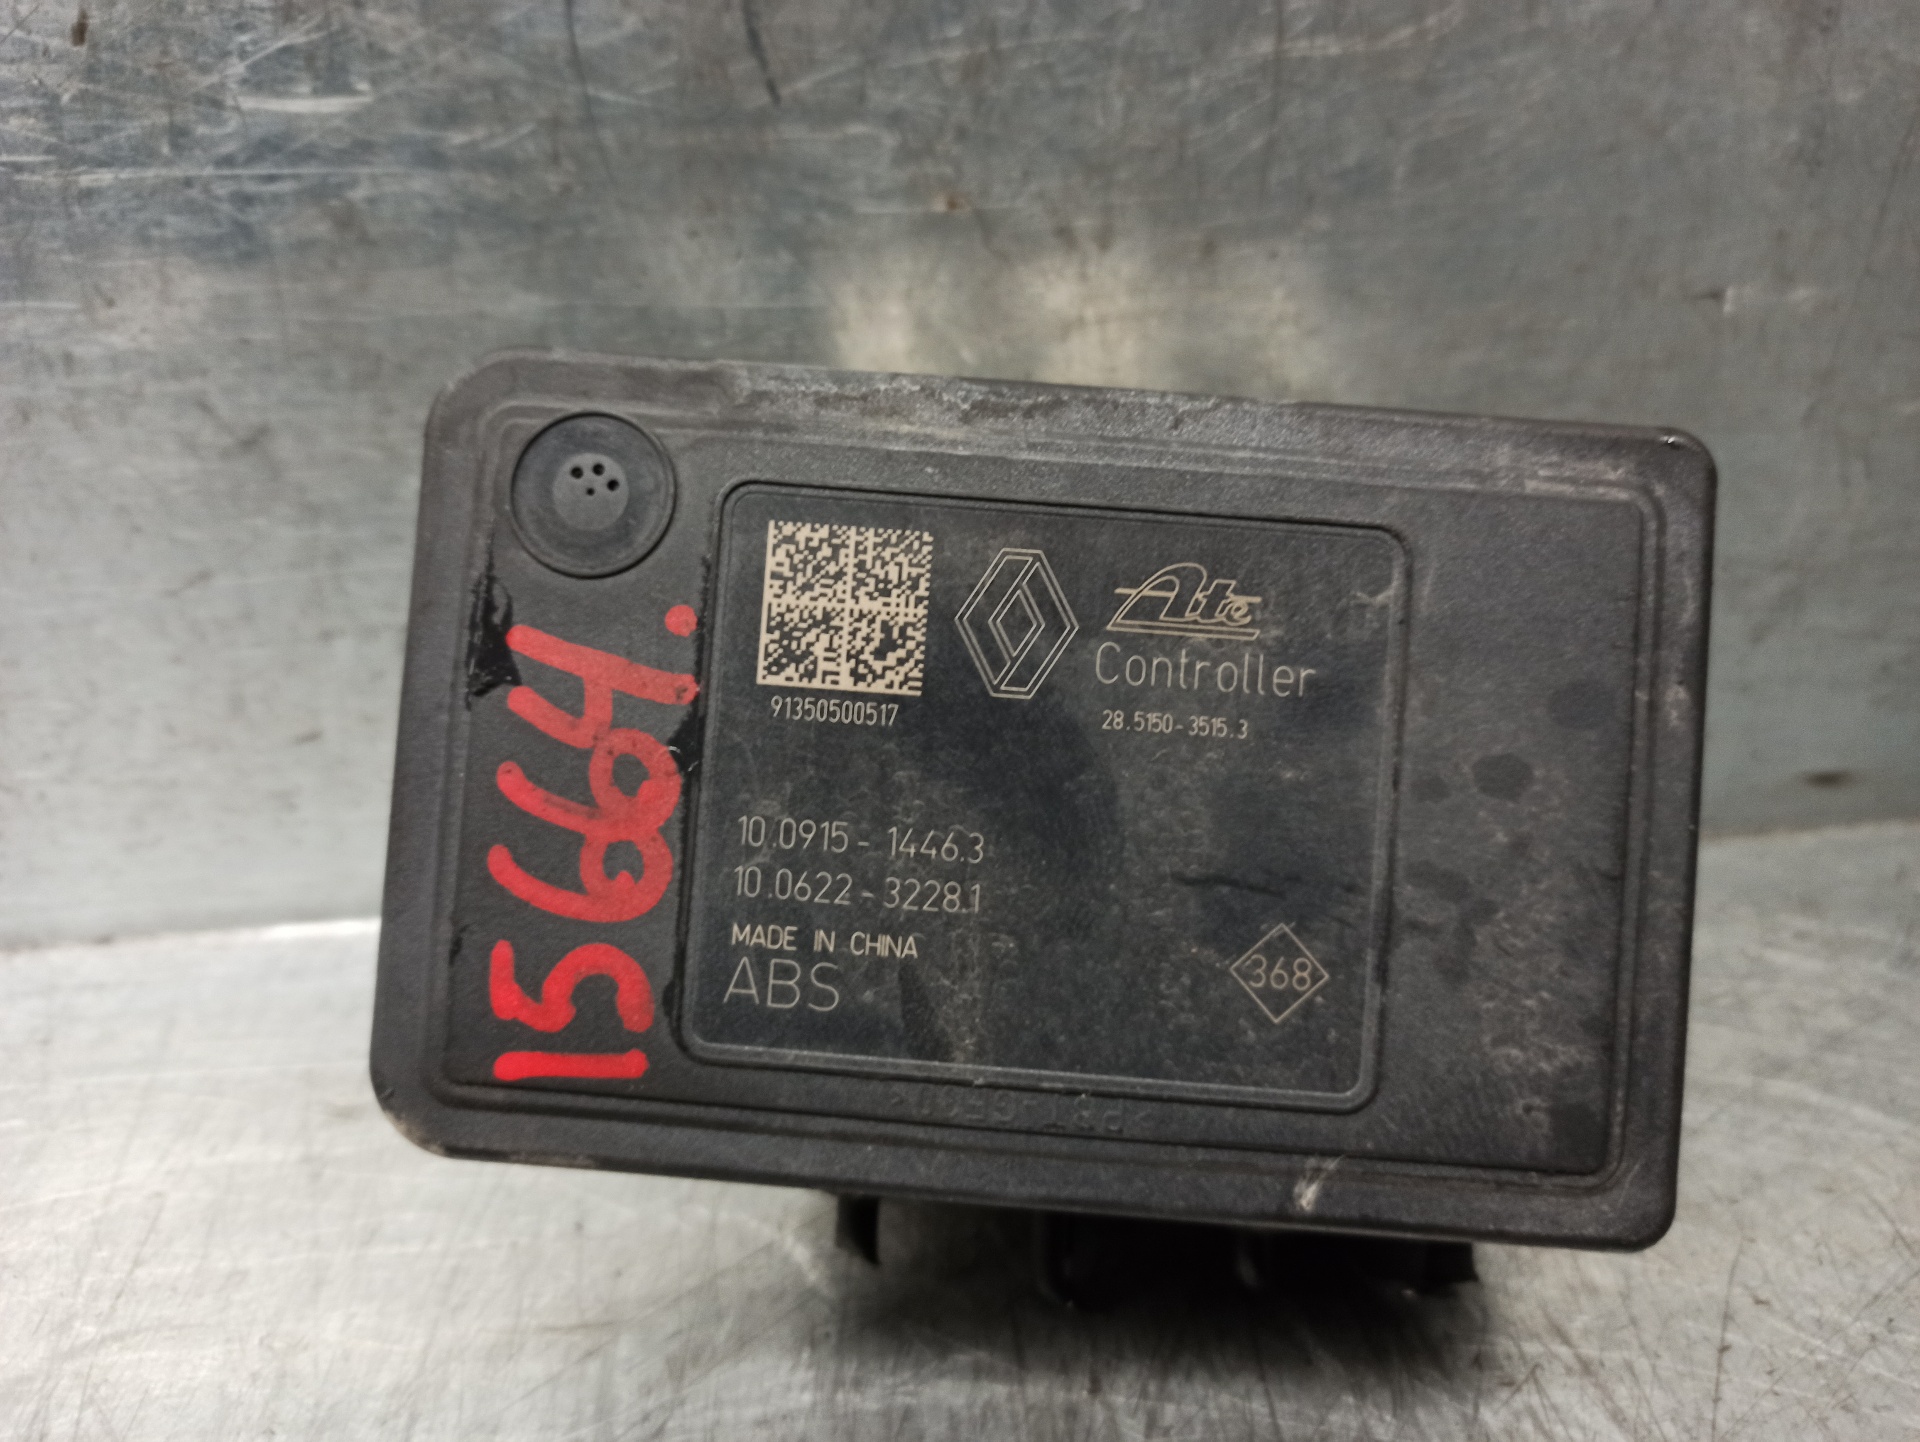 15664.
91350500517
Ate
Controller
28.5150-3515.3
10.0915-1446.3
10.0622-3228.1
MADE IN CHINA
ABS
368